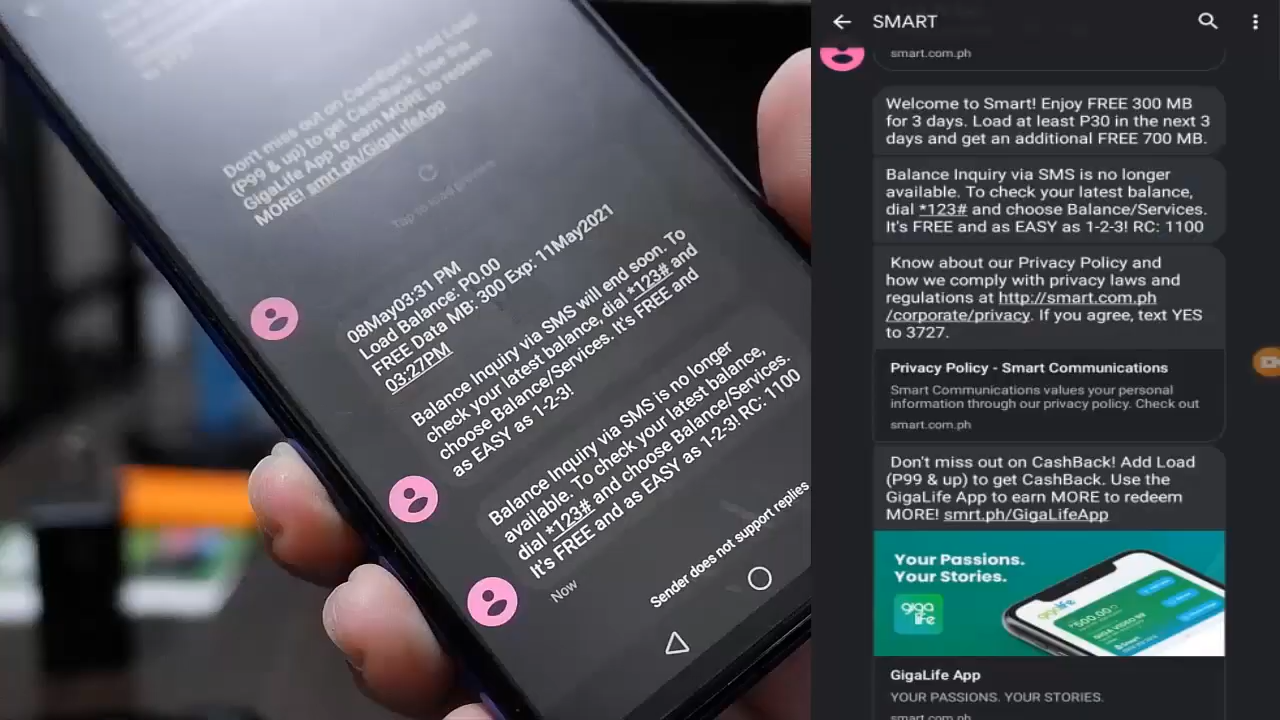 Don't miss out on CashBack! Add Load
(P99 & up) to get CashBack. Use the
GigaLife App to earn MORE to redeem
MORE! smrt.ph/GigaLifeApp
Tap to load preview
08May03:31 PM
Load Balance: P0.00
FREE Data MB: 300 Exp: 11May2021
03:27PM
Balance Inquiry via SMS will end soon. To
check your latest balance, dial *123# and
choose Balance/Services. It's FREE and
as EASY as 1-2-3!
Balance Inquiry via SMS is no longer
available. To check your latest balance,
dial *123# and choose Balance/Services.
It's FREE and as EASY as 1-2-3! RC: 1100
Now
Sender does not support replies
SMART
smart.com.ph
Welcome to Smart! Enjoy FREE 300 MB
for 3 days. Load at least P30 in the next 3
days and get an additional FREE 700 MB.
Balance Inquiry via SMS is no longer
available. To check your latest balance,
dial *123# and choose Balance/Services.
It's FREE and as EASY as 1-2-3! RC: 1100
Know about our Privacy Policy and
how we comply with privacy laws and
regulations at http://smart.com.ph
/corporate/privacy. If you agree, text YES
to 3727.
Privacy Policy - Smart Communications
Smart Communications values your personal
information through our privacy policy. Check out
smart.com.ph
Don't miss out on CashBack! Add Load
(P99 & up) to get CashBack. Use the
GigaLife App to earn MORE to redeem
MORE! smrt.ph/GigaLifeApp
Your Passions.
Your Stories.
giga
life
gigalife
₱500.00
GIGA VIDEO
GigaLife App
YOUR PASSIONS. YOUR STORIES.
smart.com.ph